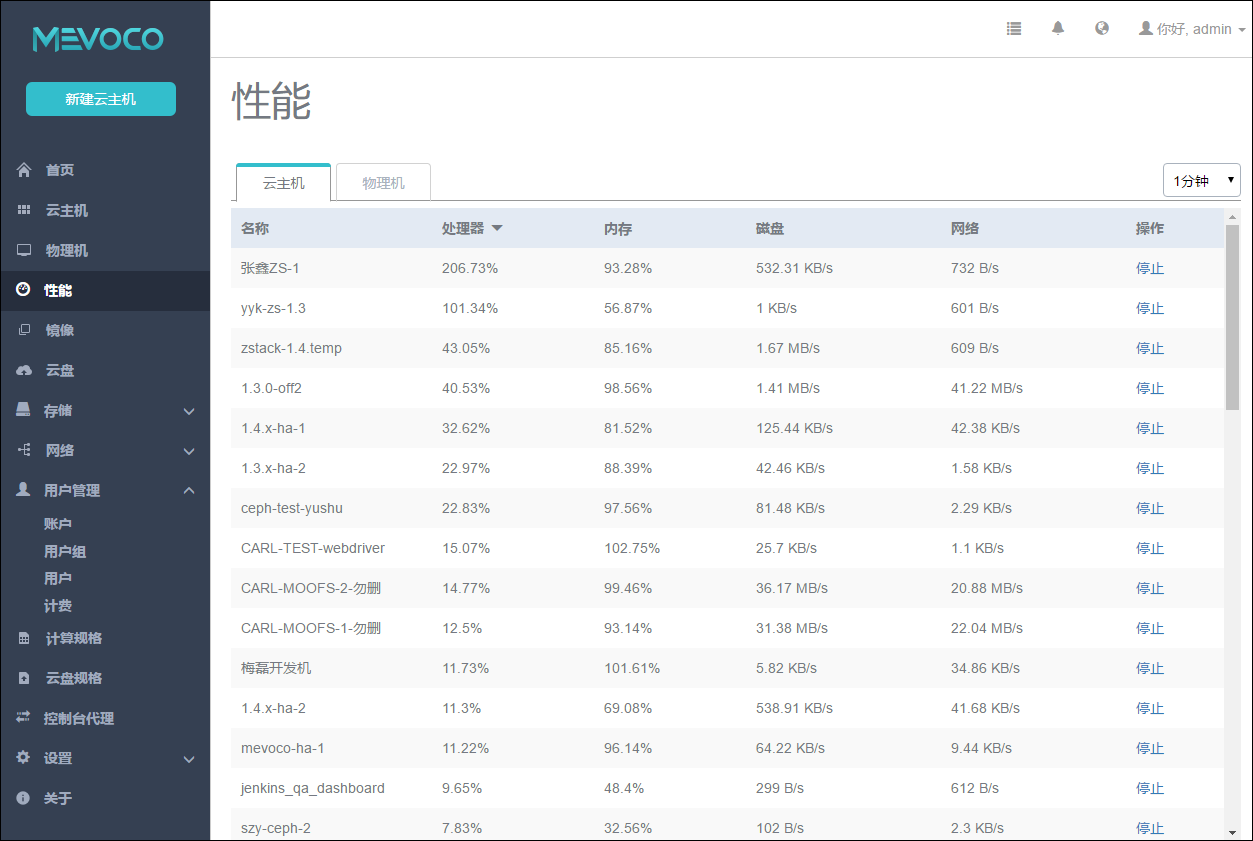 MEVOCO
你好, admin
新建云主机
首页
云主机
物理机
性能
镜像
云盘
存储
网络
用户管理
账户
用户组
用户
计费
计算规格
云盘规格
控制台代理
设置
关于
性能
云主机 物理机 1分钟
名称 处理器 内存 磁盘 网络 操作
张鑫ZS-1 206.73% 93.28% 532.31 KB/s 732 B/s 停止
yyk-zs-1.3 101.34% 56.87% 1 KB/s 601 B/s 停止
zstack-1.4.temp 43.05% 85.16% 1.67 MB/s 609 B/s 停止
1.3.0-off2 40.53% 98.56% 1.41 MB/s 41.22 MB/s 停止
1.4.x-ha-1 32.62% 81.52% 125.44 KB/s 42.38 KB/s 停止
1.3.x-ha-2 22.97% 88.39% 42.46 KB/s 1.58 KB/s 停止
ceph-test-yushu 22.83% 97.56% 81.48 KB/s 2.29 KB/s 停止
CARL-TEST-webdriver 15.07% 102.75% 25.7 KB/s 1.1 KB/s 停止
CARL-MOOFS-2-勿删 14.77% 99.46% 36.17 MB/s 20.88 MB/s 停止
CARL-MOOFS-1-勿删 12.5% 93.14% 31.38 MB/s 22.04 MB/s 停止
梅磊开发机 11.73% 101.61% 5.82 KB/s 34.86 KB/s 停止
1.4.x-ha-2 11.3% 69.08% 538.91 KB/s 41.68 KB/s 停止
mevoco-ha-1 11.22% 96.14% 64.22 KB/s 9.44 KB/s 停止
jenkins_qa_dashboard 9.65% 48.4% 299 B/s 612 B/s 停止
szy-ceph-2 7.83% 32.56% 102 B/s 2.3 KB/s 停止